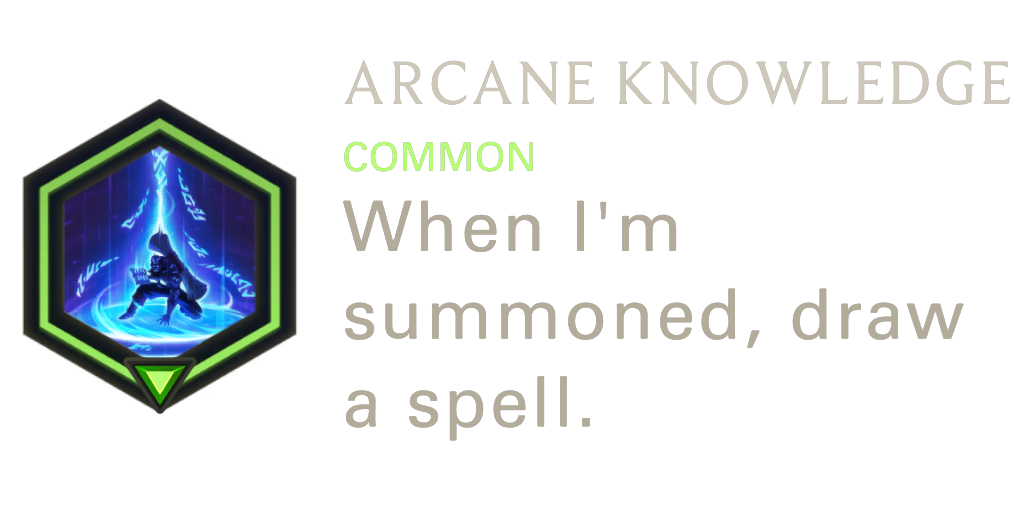 ARCANE KNOWLEDGE
COMMON
When I'm
summoned, draw
a spell.